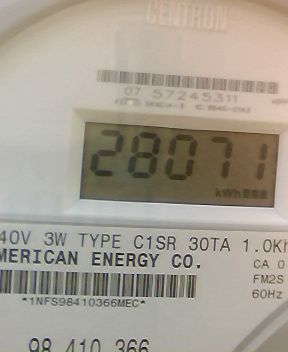 CENTRON
07 57245311
28071
kWh
40V 3W TYPE C1SR 30TA 1.0Kh
MERICAN ENERGY CO.
CA 0
FM2S
60Hz
*1NFS98410366MEC*
98 410 366